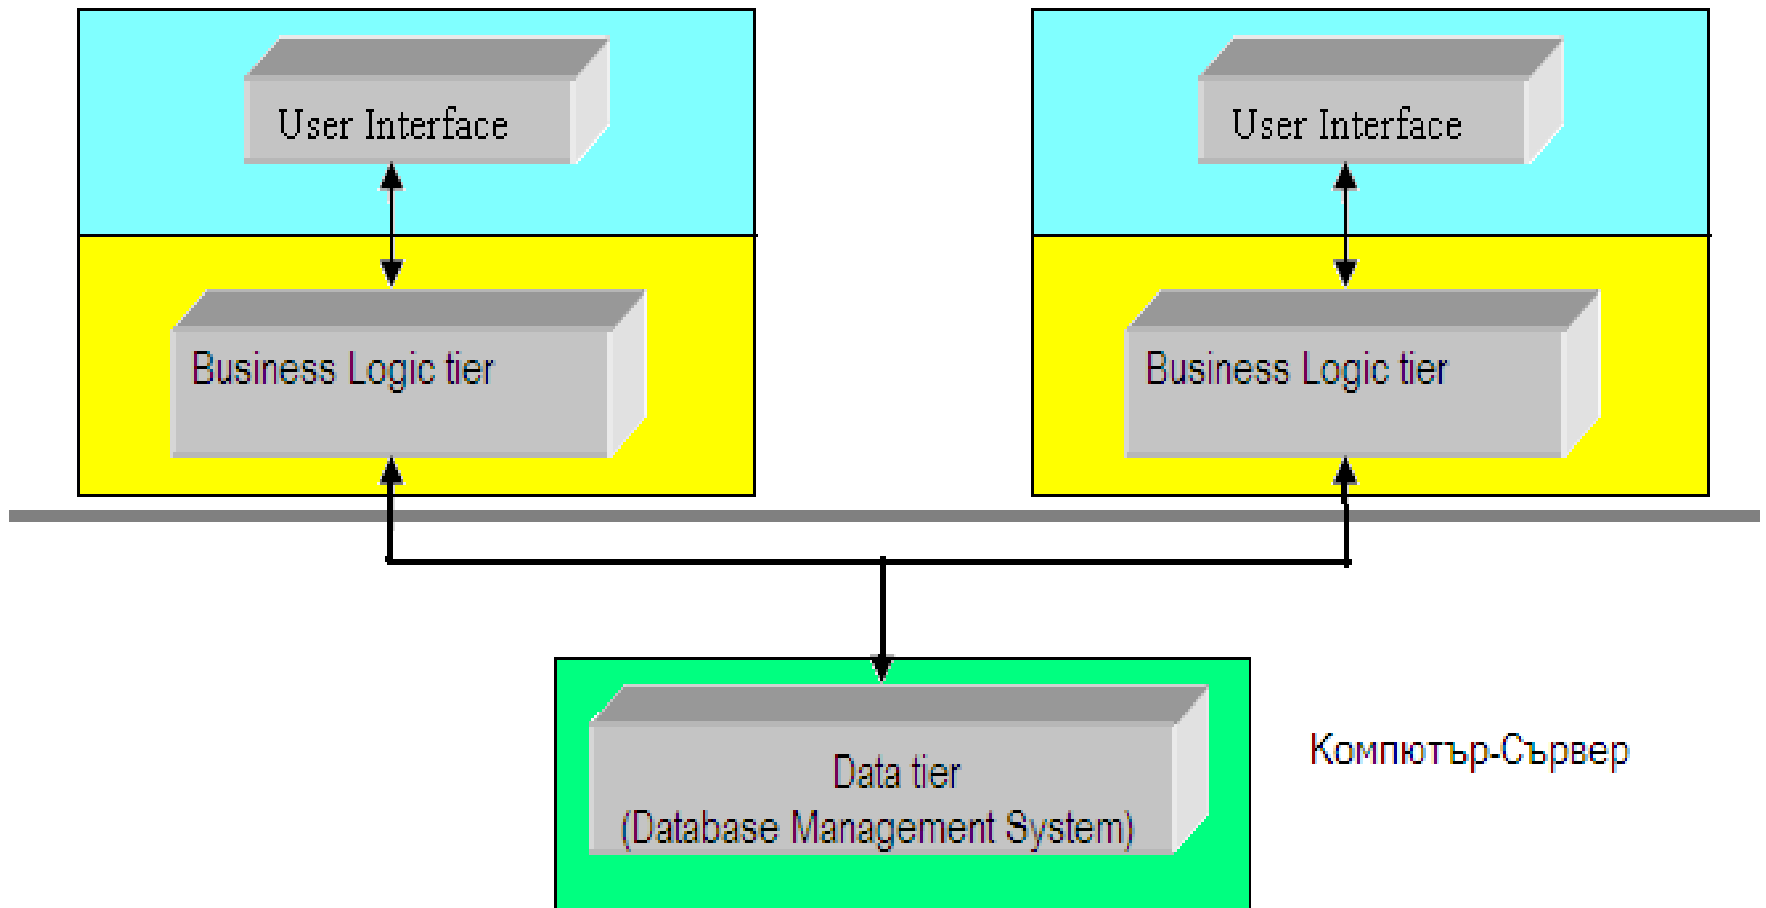 User Interface
User Interface
Business Logic tier
Business Logic tier
Data tier
(Database Management System)
Компютър-Сървер